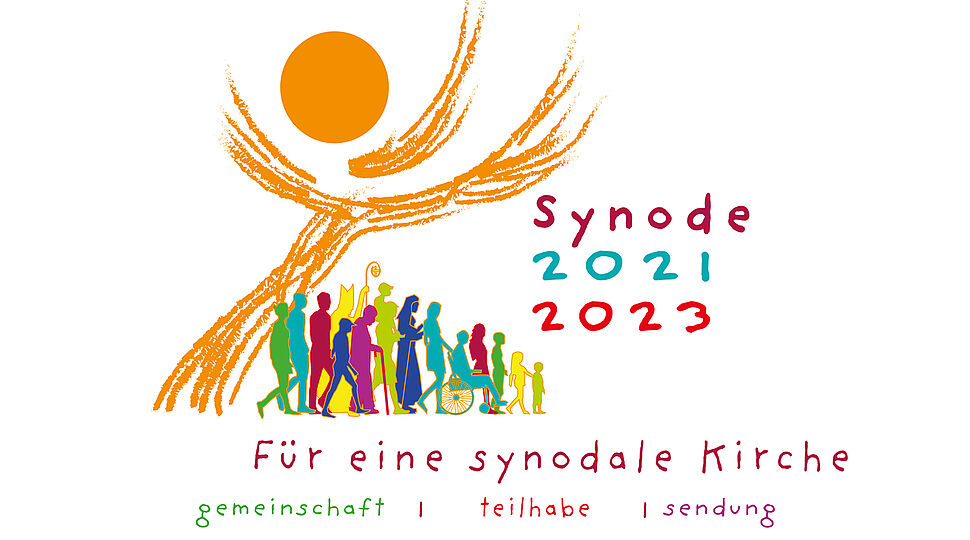 Synode
2021
2023
Für eine synodale Kirche
gemeinschaft | teilhabe | sendung